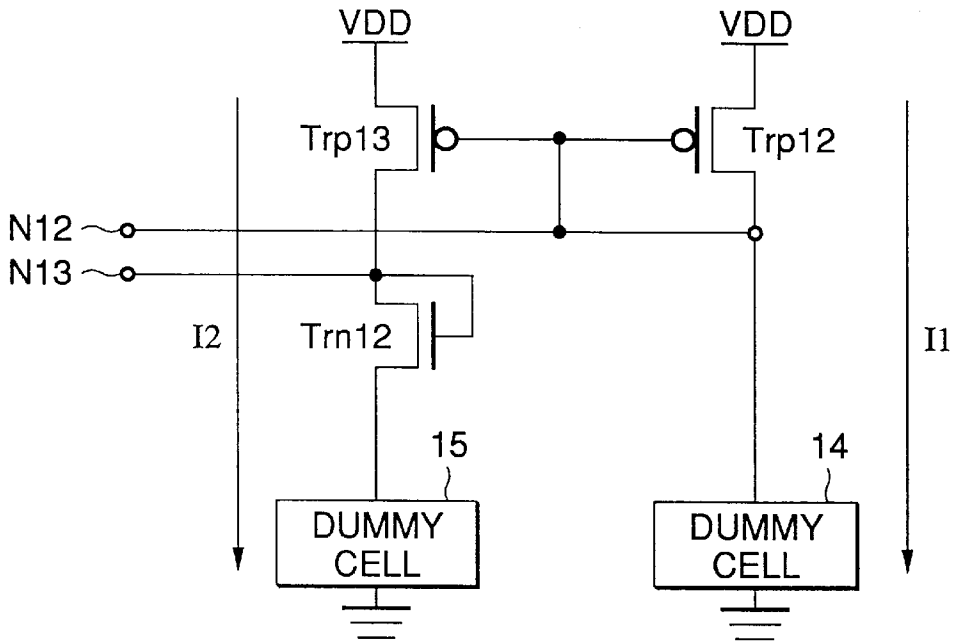 VDD
VDD
Trp13
Trp12
N12
N13
Trn12
I2
I1
15
14
DUMMY
CELL
DUMMY
CELL